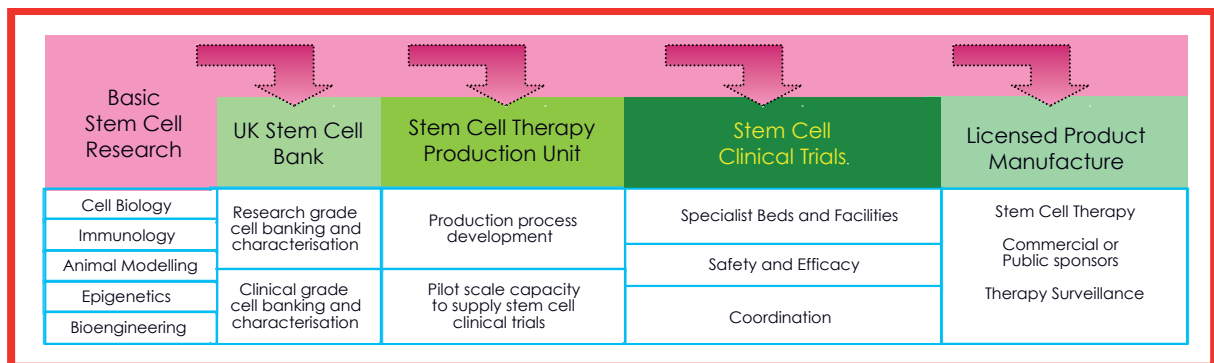 Basic
Stem Cell
Research
UK Stem Cell
Bank
Stem Cell Therapy
Production Unit
Stem Cell
Clinical Trials.
Licensed Product
Manufacture
Cell Biology
Immunology
Animal Modelling
Epigenetics
Bioengineering
Research grade
cell banking and
characterisation
Clinical grade
cell banking and
characterisation
Production process
development
Pilot scale capacity
to supply stem cell
clinical trials
Specialist Beds and Facilities
Safety and Efficacy
Coordination
Stem Cell Therapy
Commercial or
Public sponsors
Therapy Surveillance